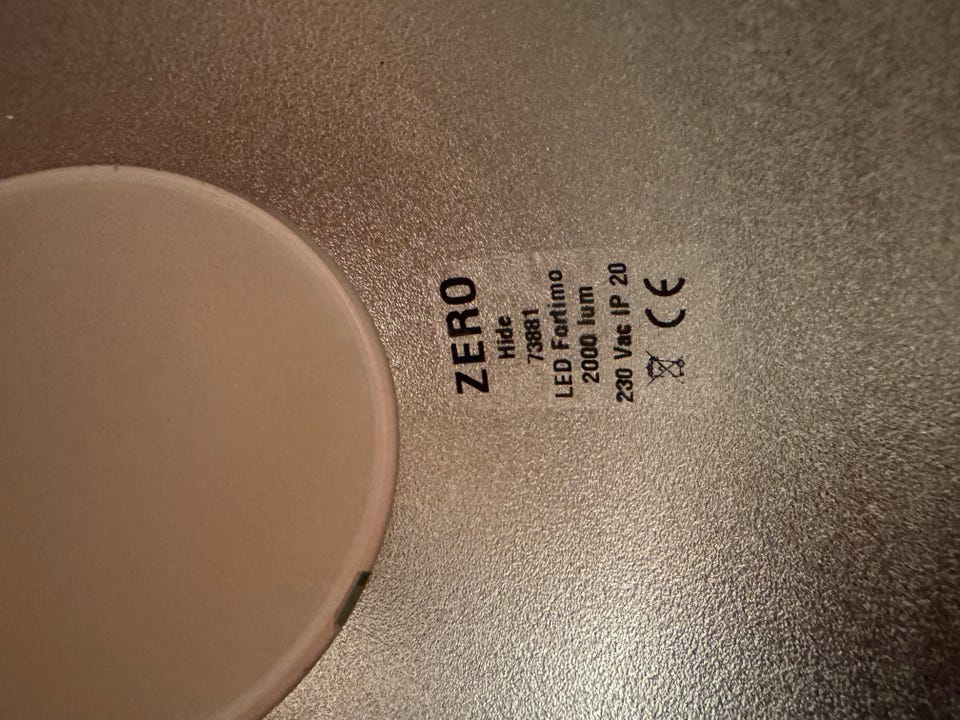 ZERO
Hide
73881
LED Fortimo
2000 lum
230 Vac IP 20
CE